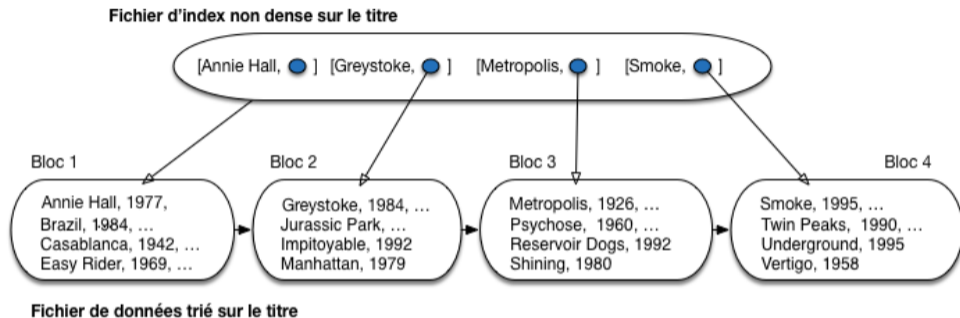 Fichier d'index non dense sur le titre
[Annie Hall, ] [Greystoke, ] [Metropolis, ] [Smoke, ]
Bloc 1
Annie Hall, 1977,
Brazil, 1984, ...
Casablanca, 1942, ...
Easy Rider, 1969, ...
Bloc 2
Greystoke, 1984, ...
Jurassic Park, ...
Impitoyable, 1992
Manhattan, 1979
Bloc 3
Metropolis, 1926, ...
Psychose, 1960, ...
Reservoir Dogs, 1992
Shining, 1980
Bloc 4
Smoke, 1995, ...
Twin Peaks, 1990, ...
Underground, 1995
Vertigo, 1958
Fichier de données trié sur le titre